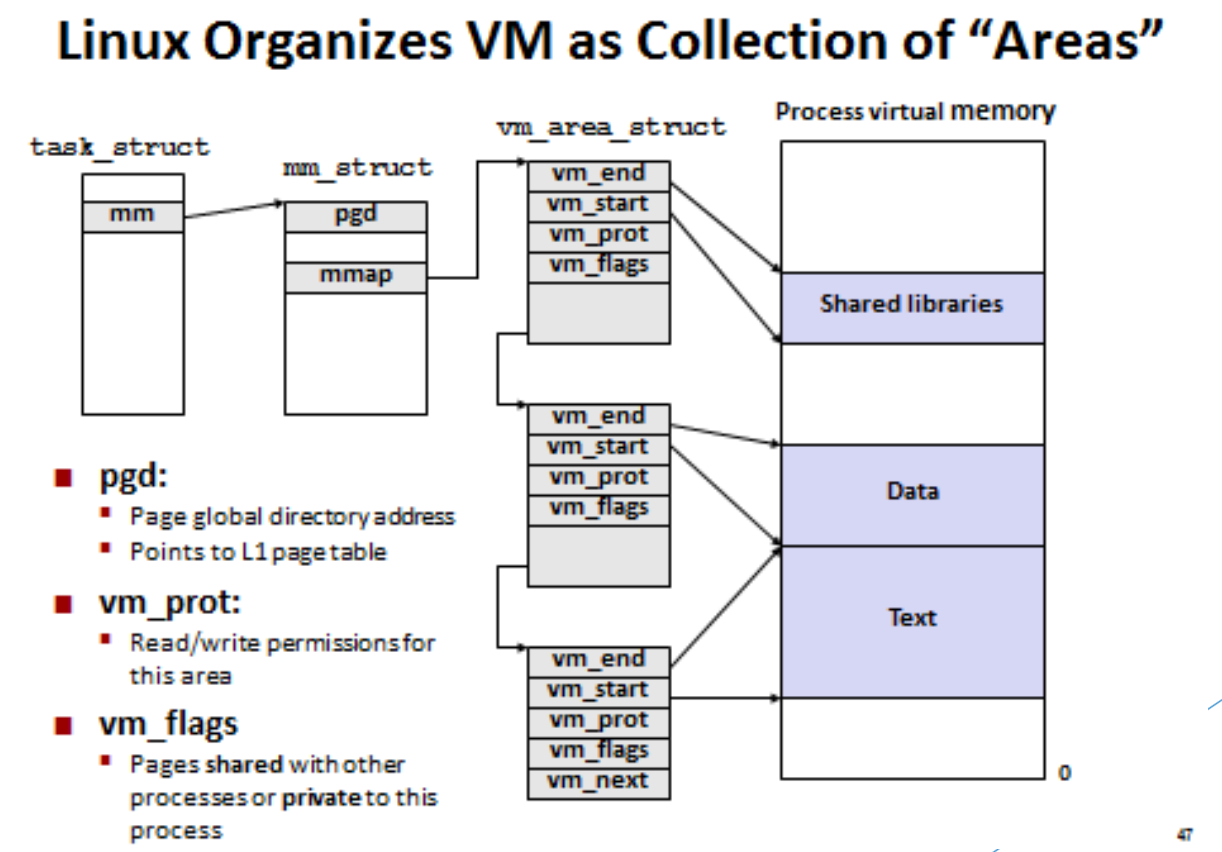 Linux Organizes VM as Collection of “Areas”
Process virtual memory
vm_area_struct
task_struct
mm_struct
mm
pgd
mmap
vm_end
vm_start
vm_prot
vm_flags
Shared libraries
vm_end
vm_start
vm_prot
vm_flags
Data
Text
vm_end
vm_start
vm_prot
vm_flags
vm_next
0
pgd:
Page global directory address
Points to L1 page table
vm_prot:
Read/write permissions for
this area
vm_flags
Pages shared with other
processes or private to this
process
47